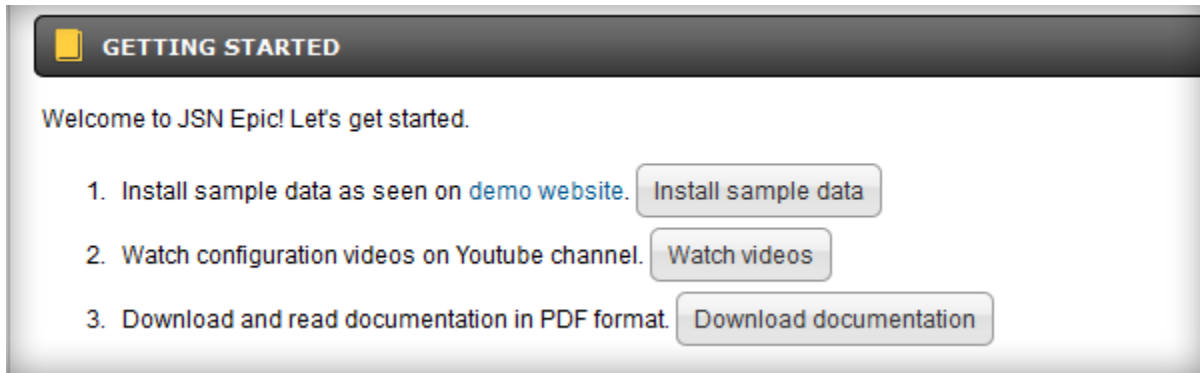 GETTING STARTED
Welcome to JSN Epic! Let's get started.
1. Install sample data as seen on demo website. Install sample data
2. Watch configuration videos on Youtube channel. Watch videos
3. Download and read documentation in PDF format. Download documentation